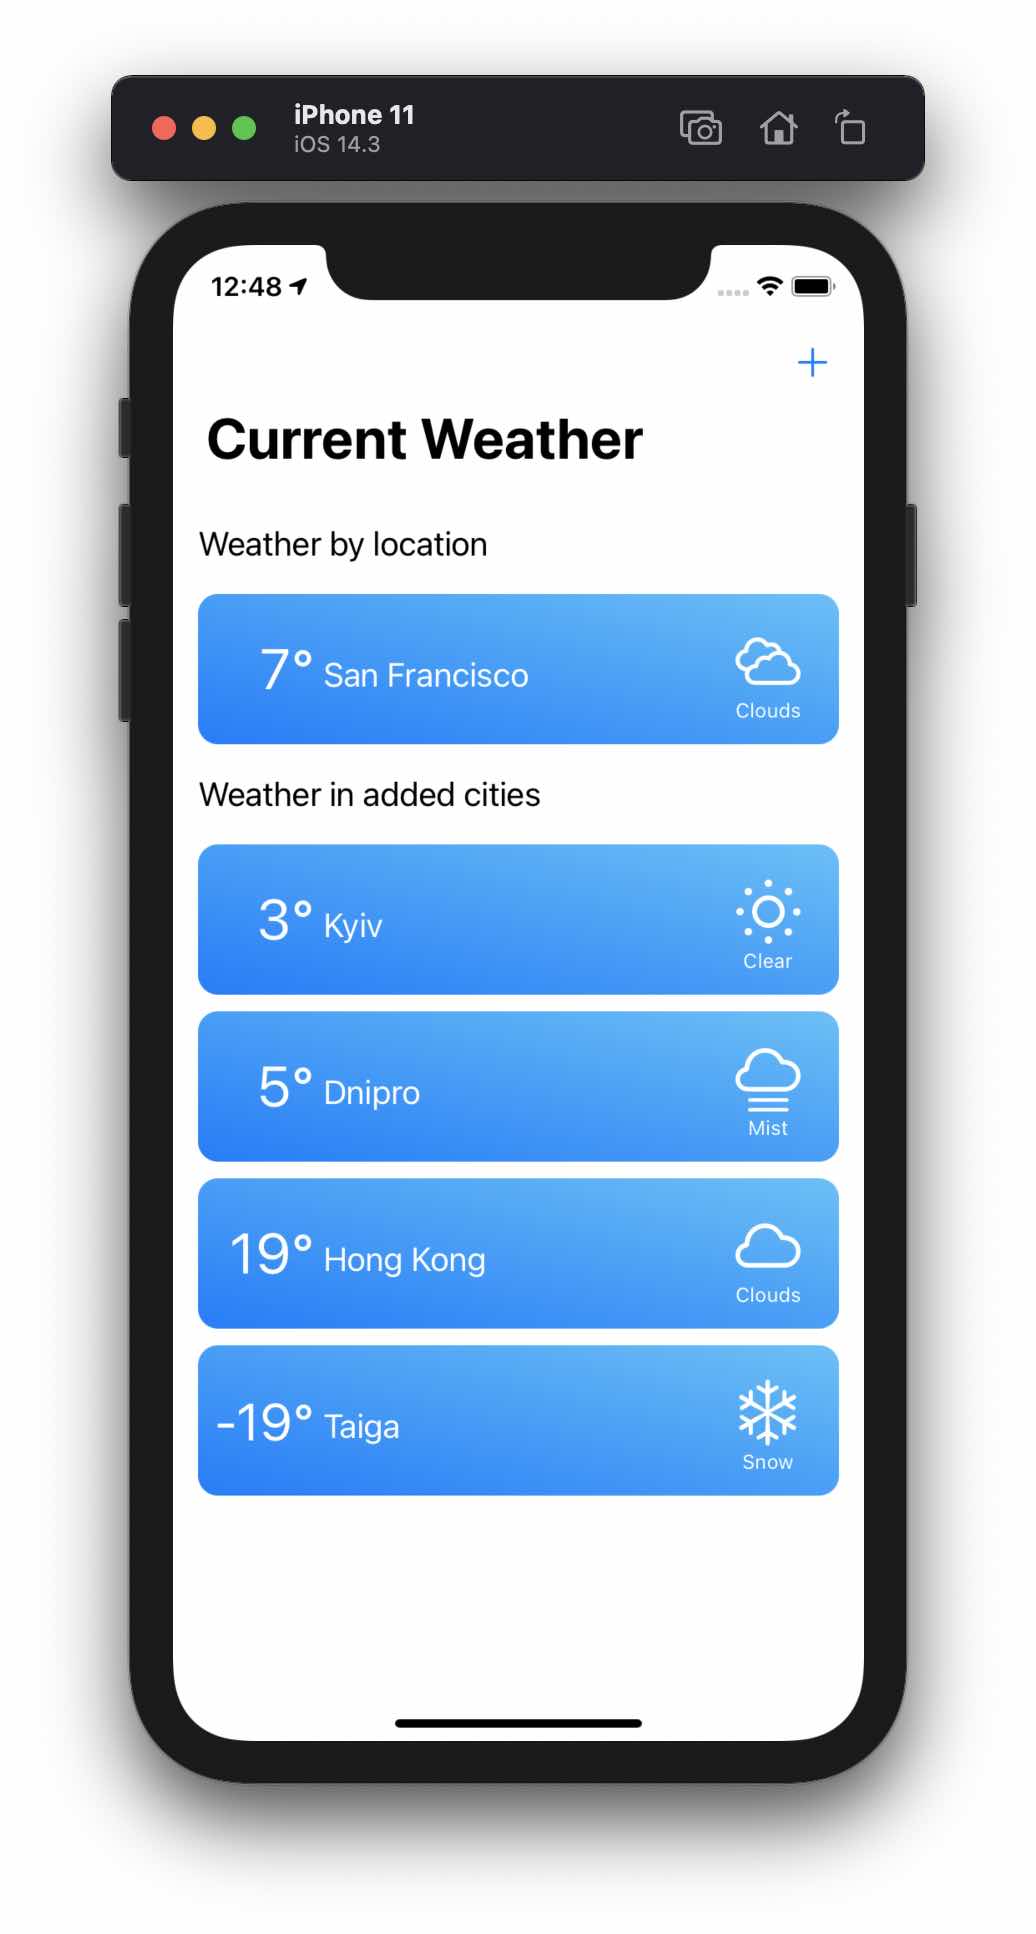 iPhone 11
iOS 14.3
12:48
Current Weather
Weather by location
7° San Francisco
Clouds
Weather in added cities
3° Kyiv
Clear
5° Dnipro
Mist
19° Hong Kong
Clouds
-19° Taiga
Snow